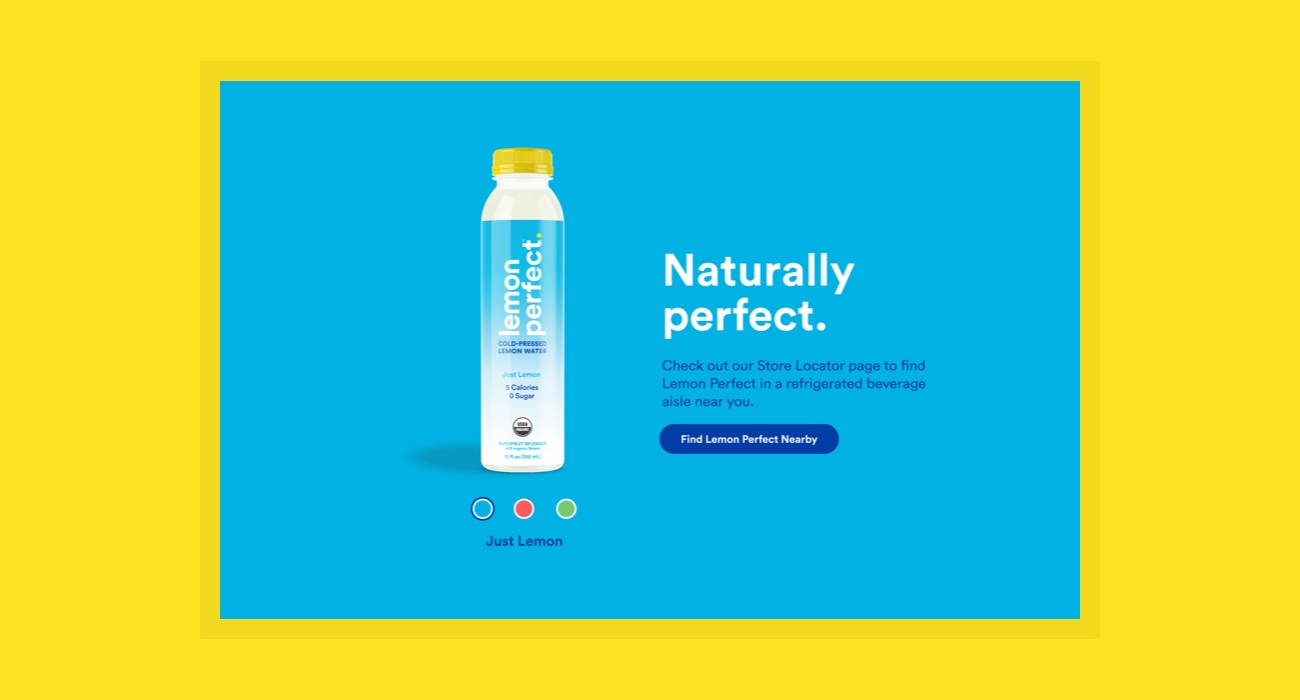 lemon
perfect.
COLD-PRESSED
LEMON WATER
Just Lemon
5 Calories
0 Sugar
USDA
ORGANIC
SUPERFRUIT BEVERAGE
with organic flavors
12 fl oz (355 mL)
Just Lemon
Naturally
perfect.
Check out our Store Locator page to find
Lemon Perfect in a refrigerated beverage
aisle near you.
Find Lemon Perfect Nearby